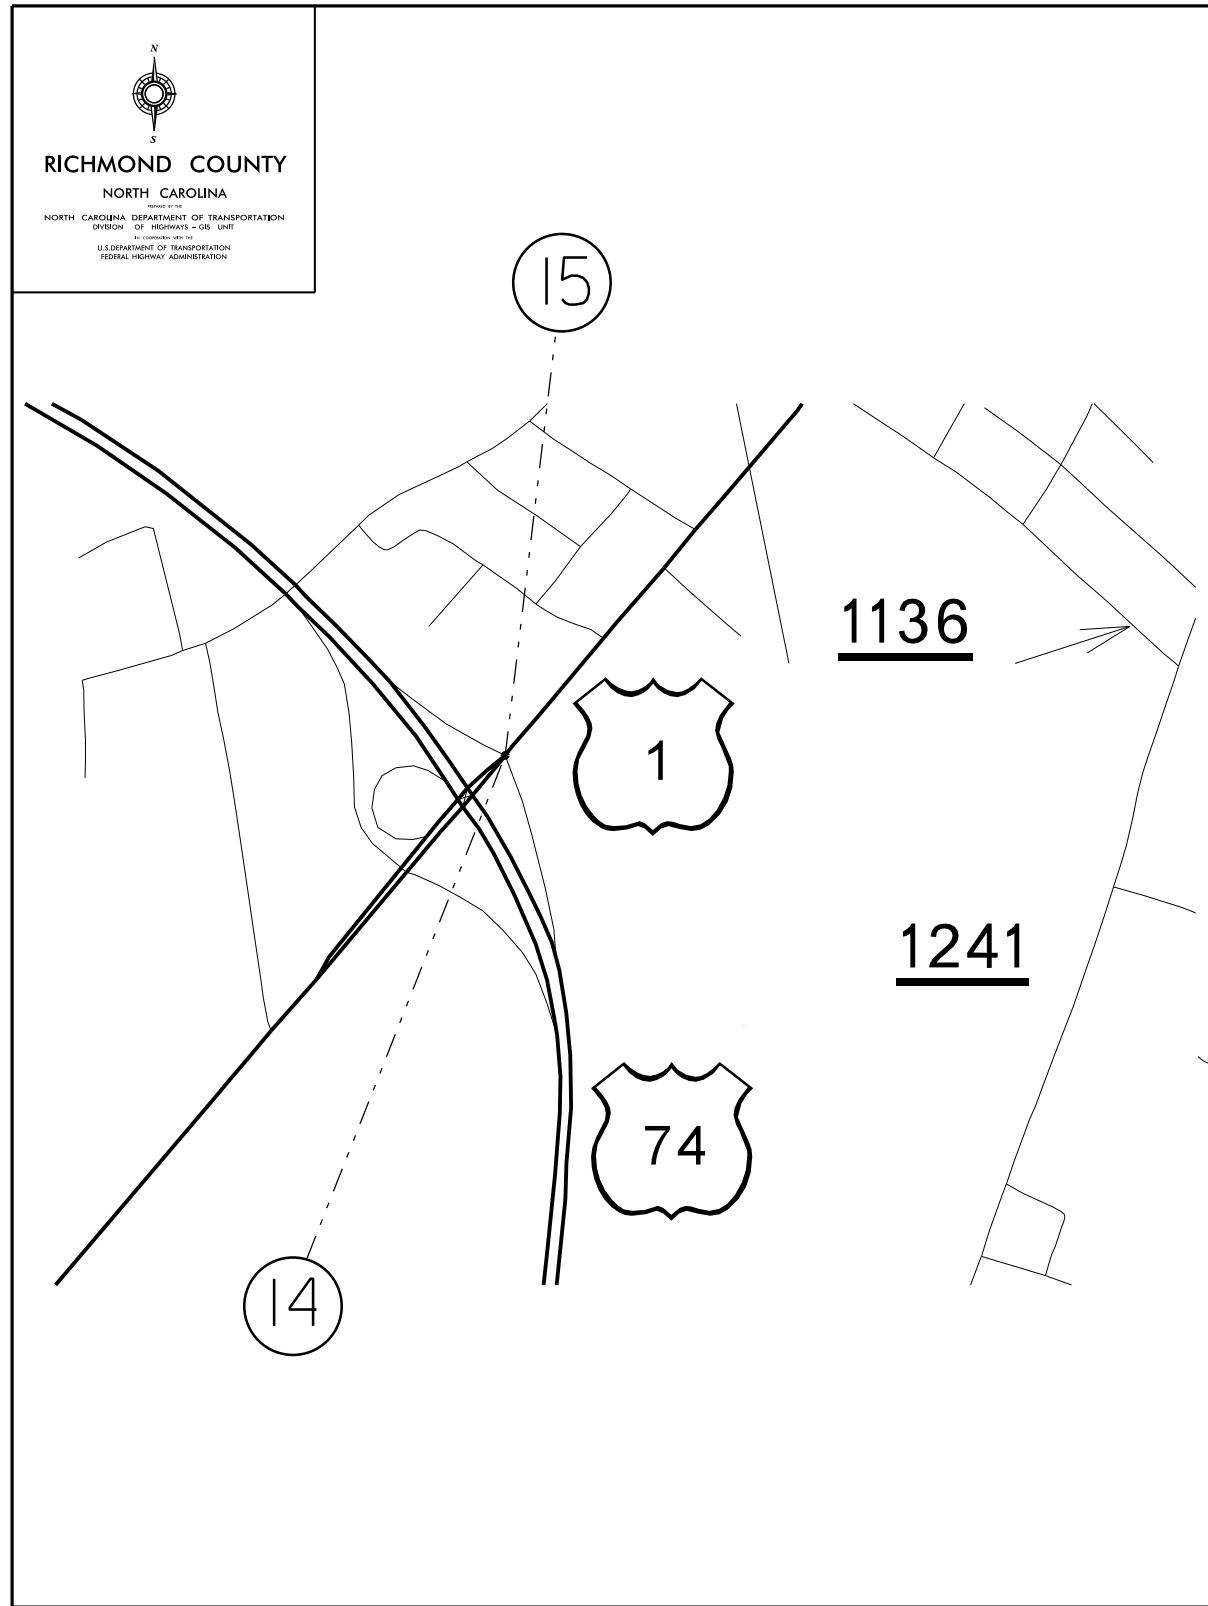 N
S
RICHMOND COUNTY
NORTH CAROLINA
PREPARED BY THE
NORTH CAROLINA DEPARTMENT OF TRANSPORTATION
DIVISION OF HIGHWAYS – GIS UNIT
IN COOPERATION WITH THE
U.S.DEPARTMENT OF TRANSPORTATION
FEDERAL HIGHWAY ADMINISTRATION
15
1136
1
1241
74
14